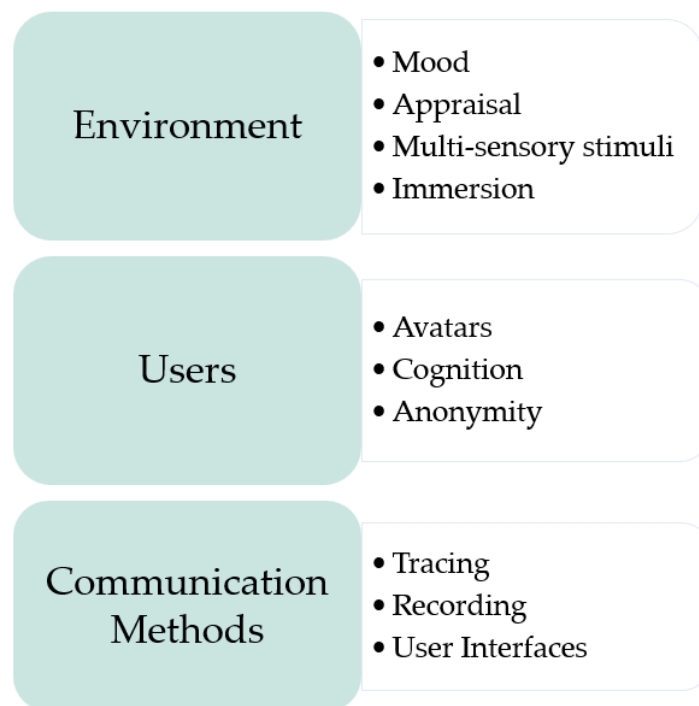 Environment
• Mood
• Appraisal
• Multi-sensory stimuli
• Immersion
Users
• Avatars
• Cognition
• Anonymity
Communication
Methods
• Tracing
• Recording
• User Interfaces